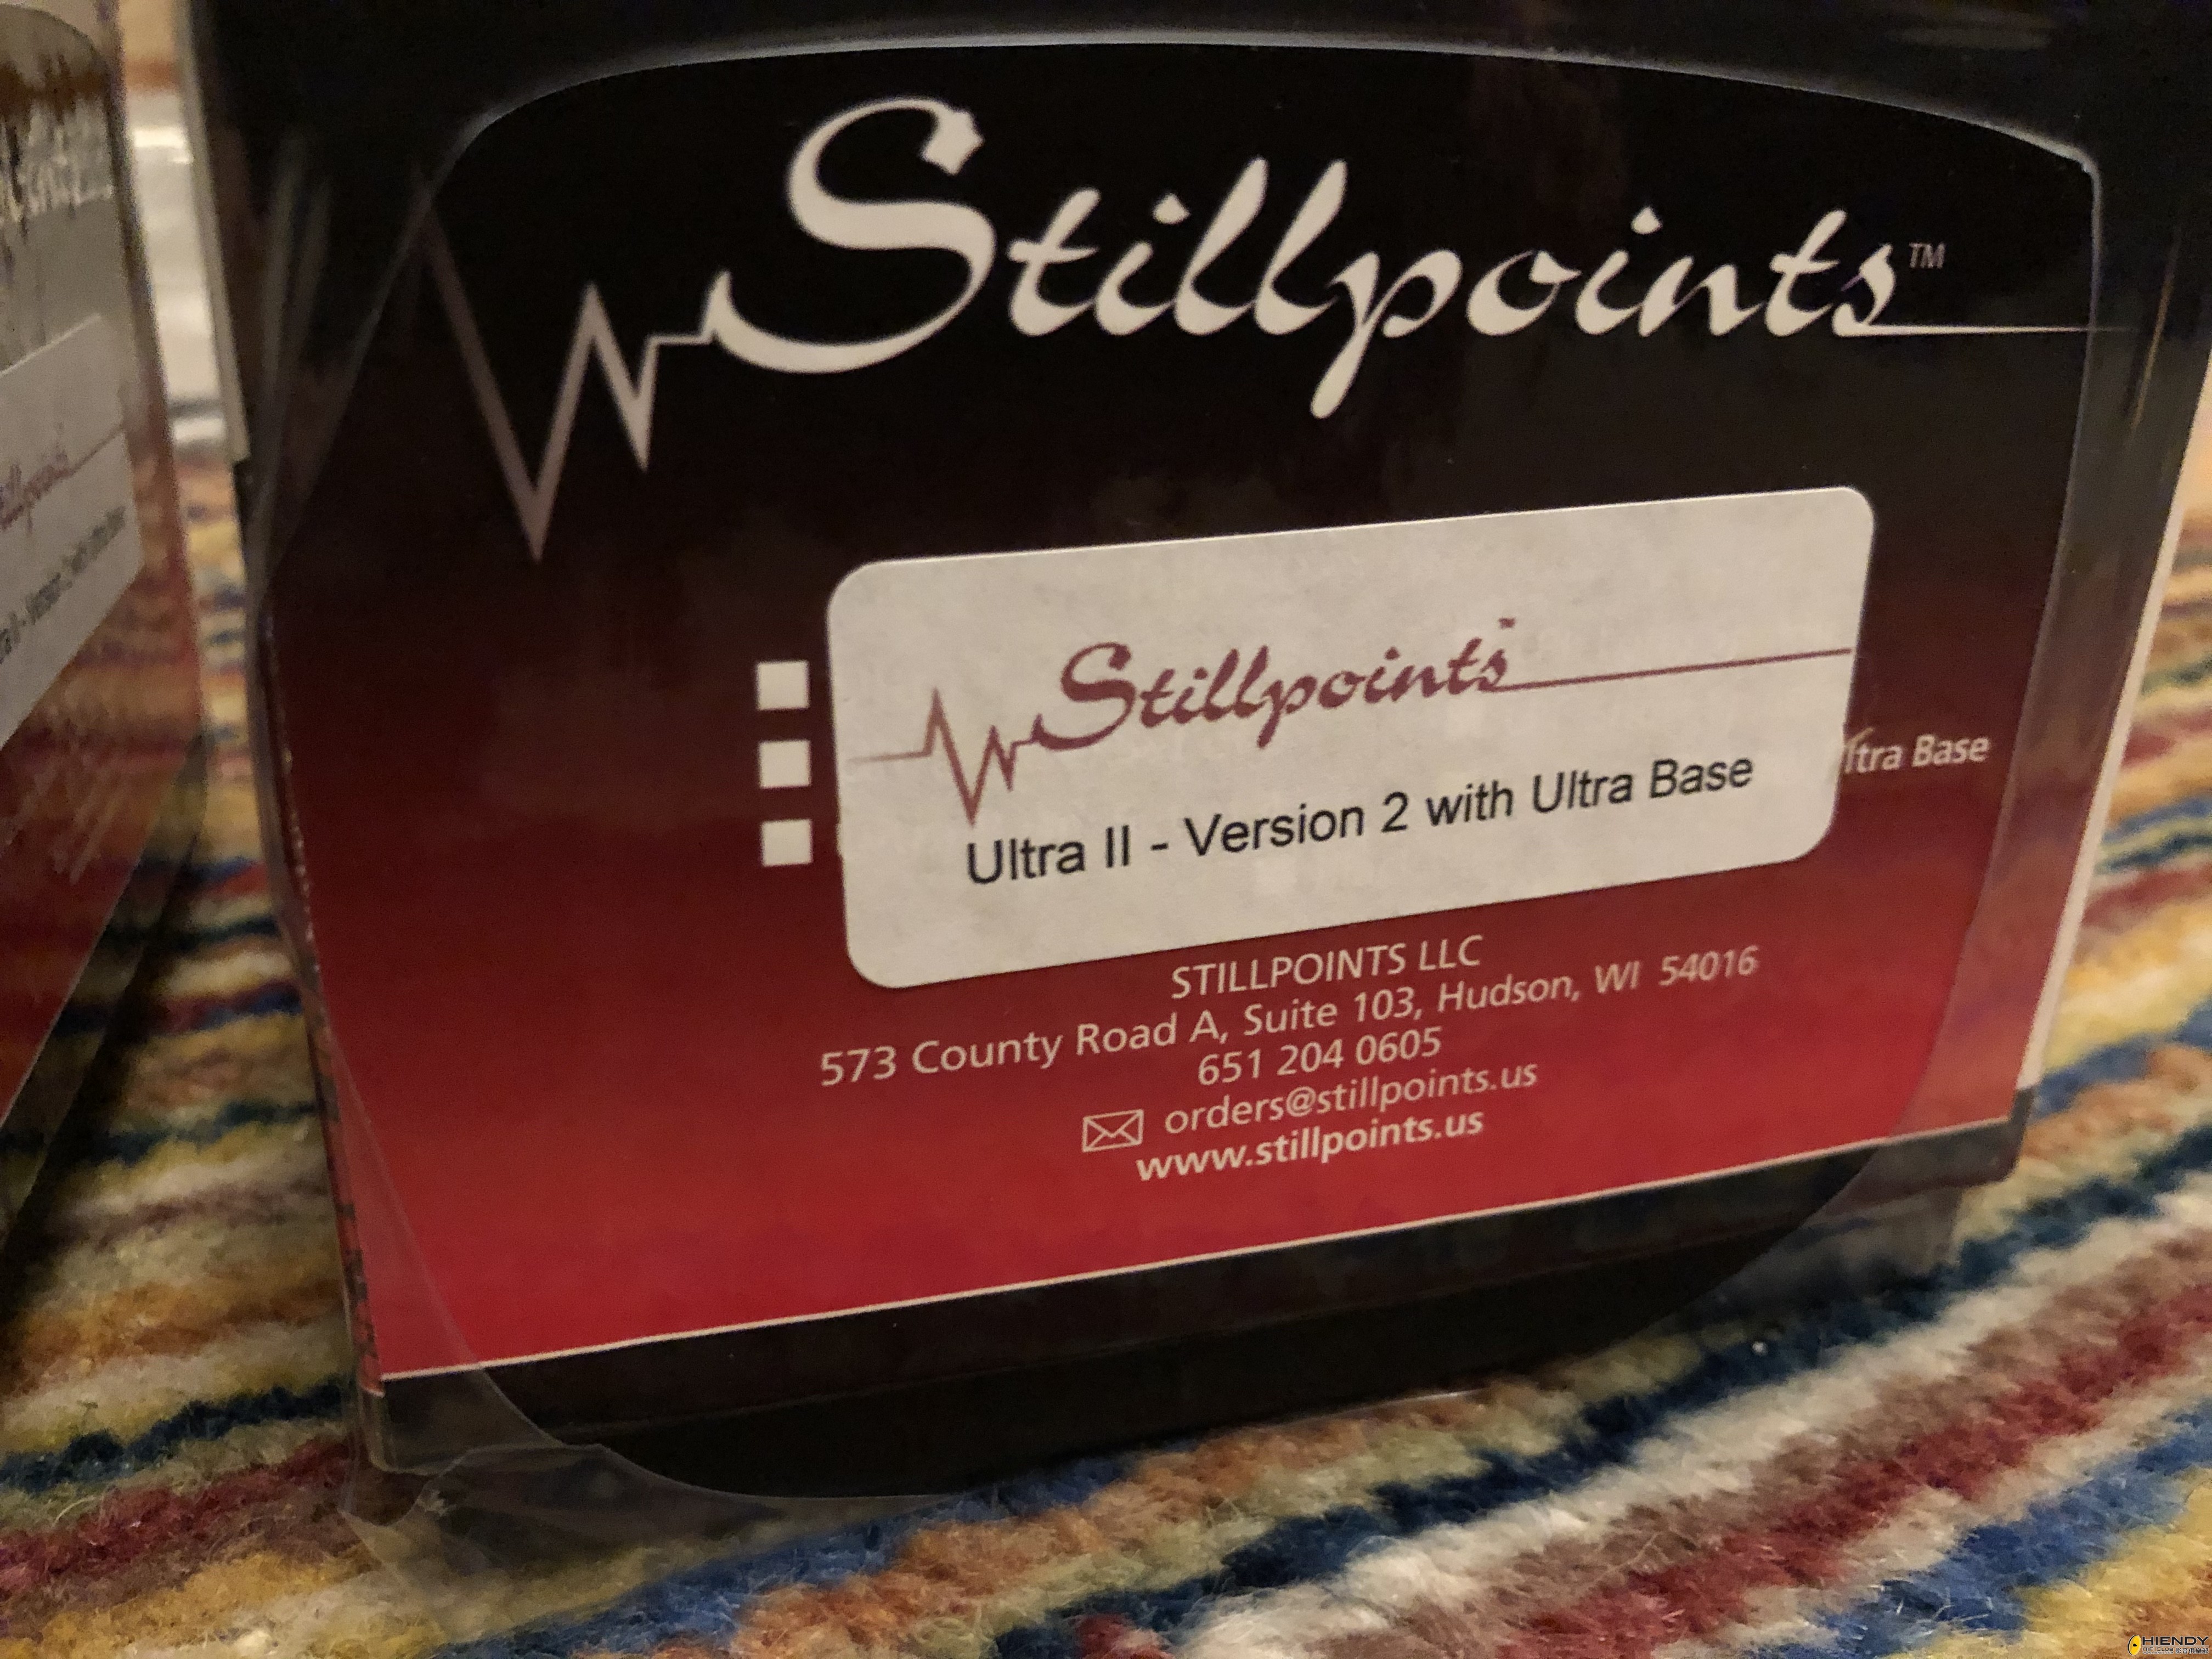 Stillpoints™
Stillpoints™
Ultra II - Version 2 with Ultra Base
ltra Base
STILLPOINTS LLC
573 County Road A, Suite 103, Hudson, WI 54016
651 204 0605
orders@stillpoints.us
www.stillpoints.us
HIENDY